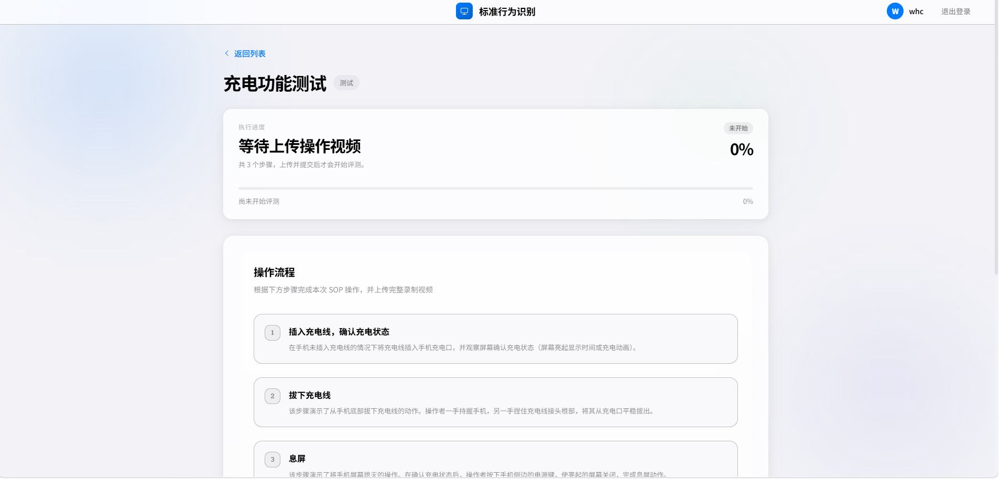 标准行为识别
W whc 退出登录
返回列表
充电功能测试 测试
执行进度
未开始
等待上传操作视频
0%
共 3 个步骤，上传并提交后才会开始评测。
尚未开始评测 0%
操作流程
根据下方步骤完成本次 SOP 操作，并上传完整录制视频
1 插入充电线，确认充电状态
在手机未插入充电线的情况下将充电线插入手机充电口，并观察屏幕确认充电状态（屏幕亮起显示时间或充电动画）。
2 拔下充电线
该步骤演示了从手机底部拔下充电线的动作。操作者一手持握手机，另一手捏住充电线接头根部，将其从充电口平稳拔出。
3 息屏
该步骤演示了将手机屏幕熄灭的操作。在确认充电状态后，操作者按下手机侧边的电源键，使亮起的屏幕关闭，完成息屏动作。